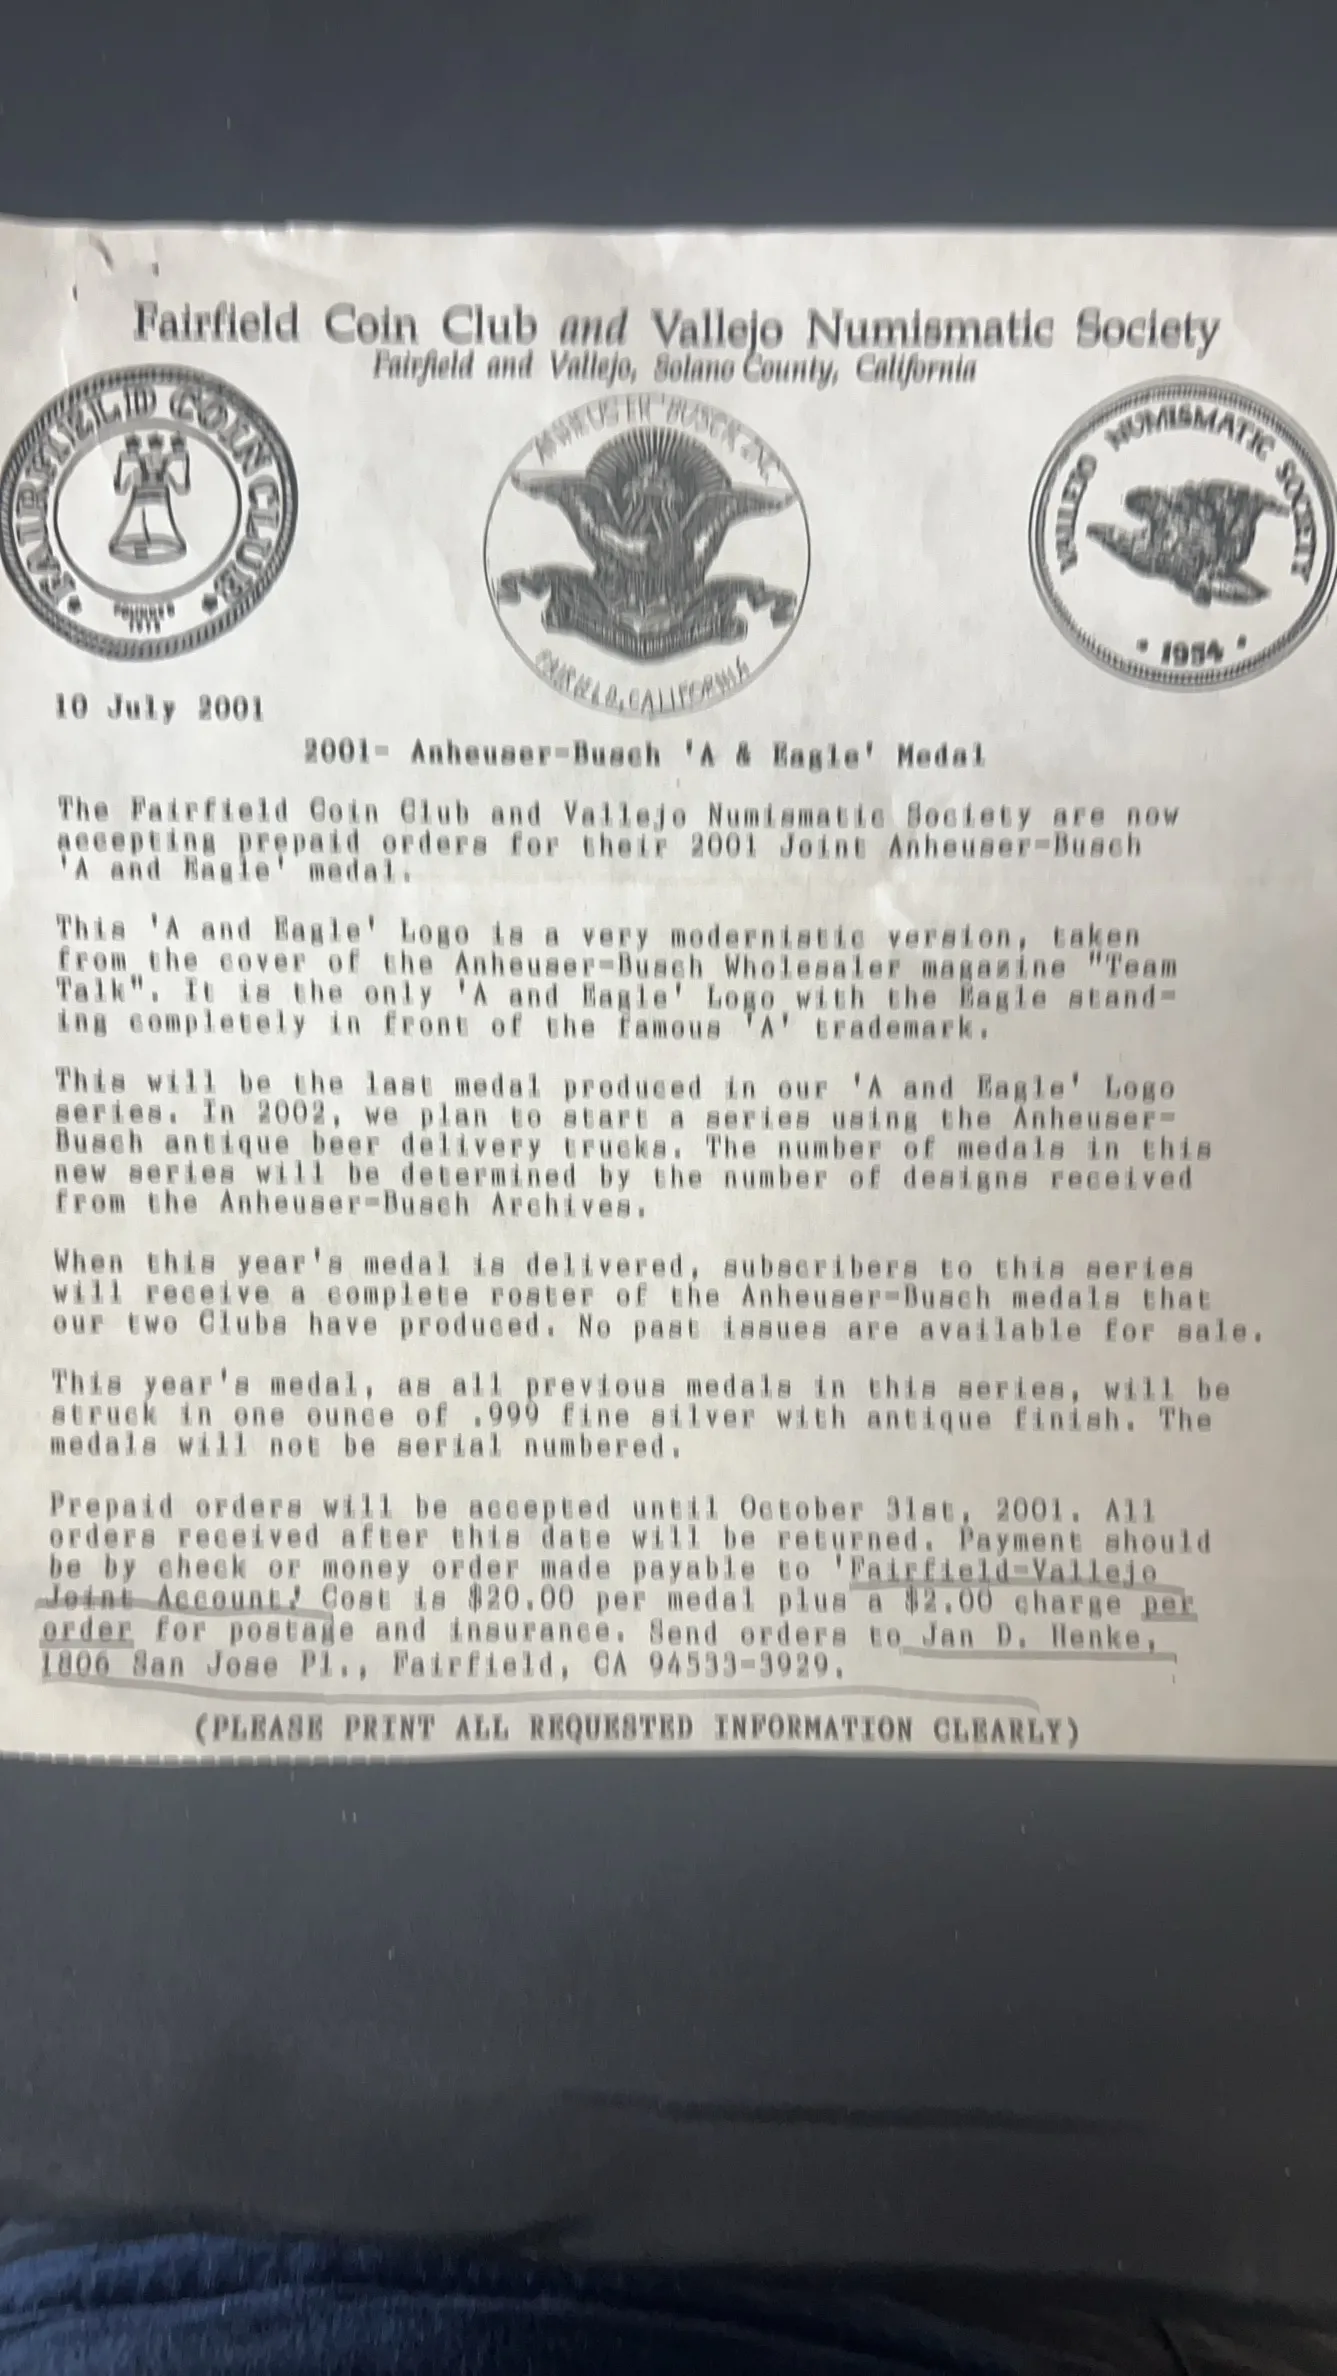 Fairfield Coin Club and Vallejo Numismatic Society
Fairfield and Vallejo, Solano County, California
FAIRFIELD COIN CLUB
FAIRFIELD, CALIFORNIA
VALLEJO NUMISMATIC SOCIETY
1954
10 July 2001
2001- Anheuser-Busch 'A & Eagle' Medal
The Fairfield Coin Club and Vallejo Numismatic Society are now
accepting prepaid orders for their 2001 Joint Anheuser-Busch
'A and Eagle' medal.
This 'A and Eagle' Logo is a very modernistic version, taken
from the cover of the Anheuser-Busch Wholesaler magazine "Team
Talk". It is the only 'A and Eagle' Logo with the Eagle stand-
ing completely in front of the famous 'A' trademark.
This will be the last medal produced in our 'A and Eagle' Logo
series. In 2002, we plan to start a series using the Anheuser-
Busch antique beer delivery trucks. The number of medals in this
new series will be determined by the number of designs received
from the Anheuser-Busch Archives.
When this year's medal is delivered, subscribers to this series
will receive a complete roster of the Anheuser-Busch medals that
our two Clubs have produced. No past issues are available for sale.
This year's medal, as all previous medals in this series, will be
struck in one ounce of .999 fine silver with antique finish. The
medals will not be serial numbered.
Prepaid orders will be accepted until October 31st, 2001. All
orders received after this date will be returned. Payment should
be by check or money order made payable to 'Fairfield-Vallejo
Joint Account.' Cost is $20.00 per medal plus a $2.00 charge per
order for postage and insurance. Send orders to Jan D. Henke,
1806 San Jose Pl., Fairfield, CA 94533-3929.
(PLEASE PRINT ALL REQUESTED INFORMATION CLEARLY)